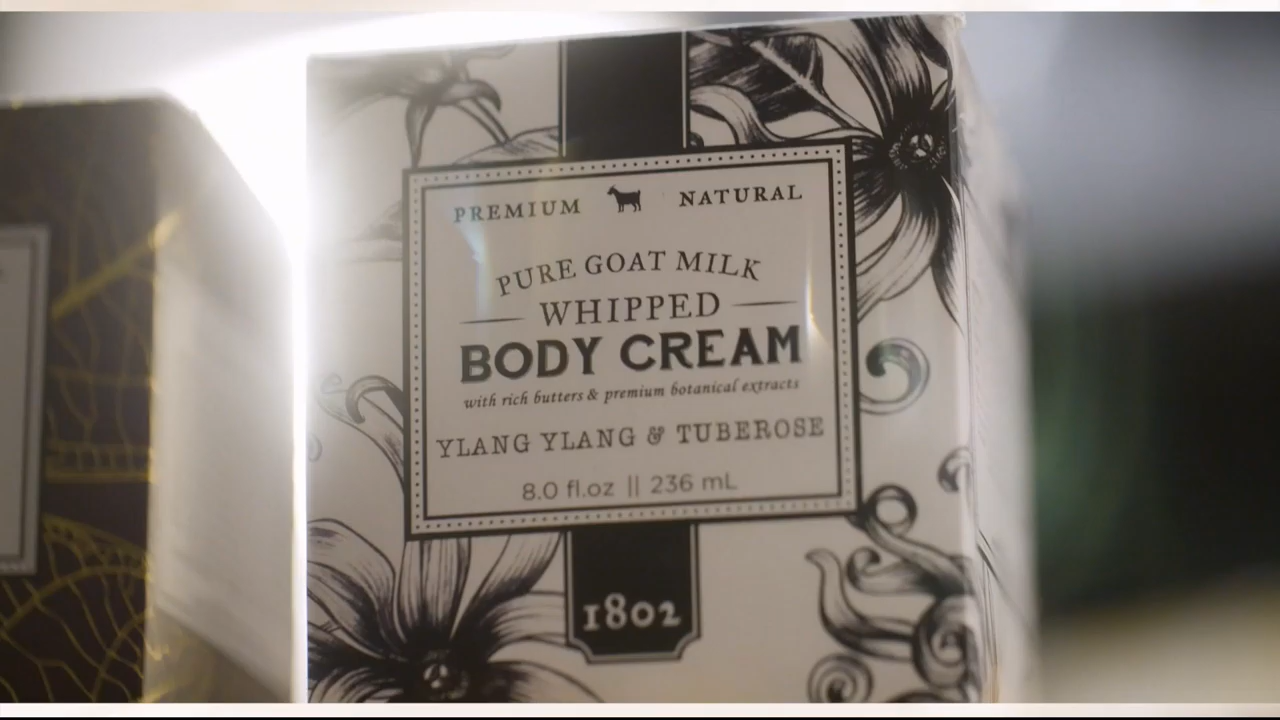 PREMIUM NATURAL
PURE GOAT MILK
WHIPPED
BODY CREAM
with rich butters & premium botanical extracts
YLANG YLANG & TUBEROSE
8.0 fl.oz || 236 mL
1802